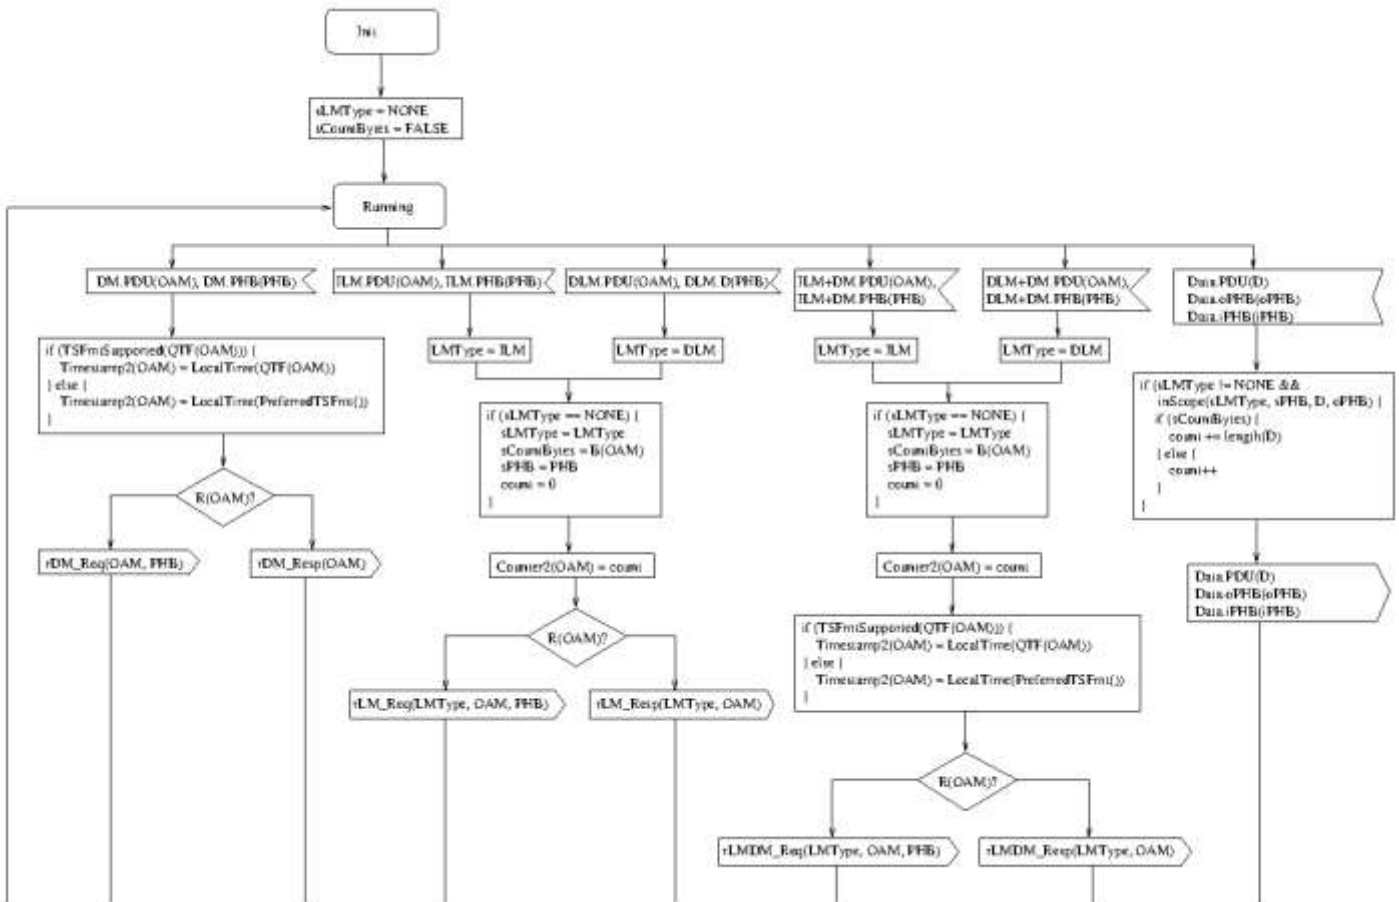 Init
sLMType = NONE
sCountBytes = FALSE
Running
DM.PDU(OAM), DM.PHB(PHB)
ILM.PDU(OAM), ILM.PHB(PHB)
DLM.PDU(OAM), DLM.D(PHB)
ILM+DM.PDU(OAM),
ILM+DM.PHB(PHB)
DLM+DM.PDU(OAM),
DLM+DM.PHB(PHB)
Data.PDU(D)
Data.oPHB(oPHB)
Data.iPHB(iPHB)
if (TSFmtSupported(QTF(OAM))) {
Timestamp2(OAM) = LocalTime(QTF(OAM))
} else {
Timestamp2(OAM) = LocalTime(PreferredTSFmt())
}
LMType = ILM
LMType = DLM
LMType = ILM
LMType = DLM
if (sLMType == NONE) {
sLMType = LMType
sCountBytes = B(OAM)
sPHB = PHB
count = 0
}
if (sLMType == NONE) {
sLMType = LMType
sCountBytes = B(OAM)
sPHB = PHB
count = 0
}
if (sLMType != NONE &&
inScope(sLMType, sPHB, D, oPHB) {
if (sCountBytes) {
count += length(D)
} else {
count++
}
}
R(OAM)?
rDM_Req(OAM, PHB)
rDM_Resp(OAM)
Counter2(OAM) = count
Counter2(OAM) = count
Data.PDU(D)
Data.oPHB(oPHB)
Data.iPHB(iPHB)
R(OAM)?
if (TSFmtSupported(QTF(OAM))) {
Timestamp2(OAM) = LocalTime(QTF(OAM))
} else {
Timestamp2(OAM) = LocalTime(PreferredTSFmt())
}
rLM_Req(LMType, OAM, PHB)
rLM_Resp(LMType, OAM)
R(OAM)?
rLMDM_Req(LMType, OAM, PHB)
rLMDM_Resp(LMType, OAM)